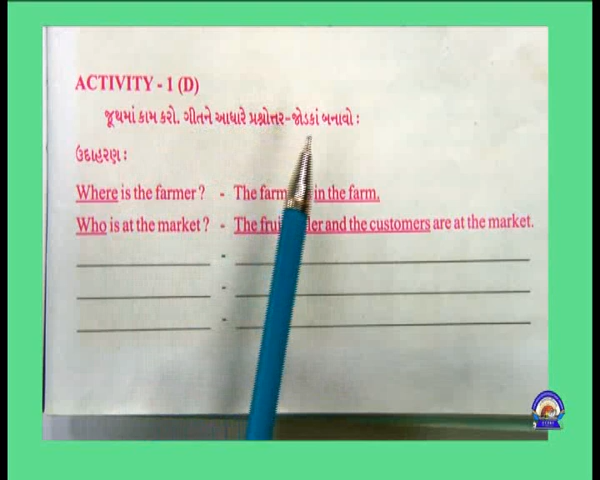 ACTIVITY - 1 (D)
જૂથમાં કામ કરો. ગીતને આધારે પ્રશ્નોત્તર-જોડકાં બનાવો :
ઉદાહરણ :
Where is the farmer ? - The in the farm.
Who is at the market ? - The and the customers are at the market.